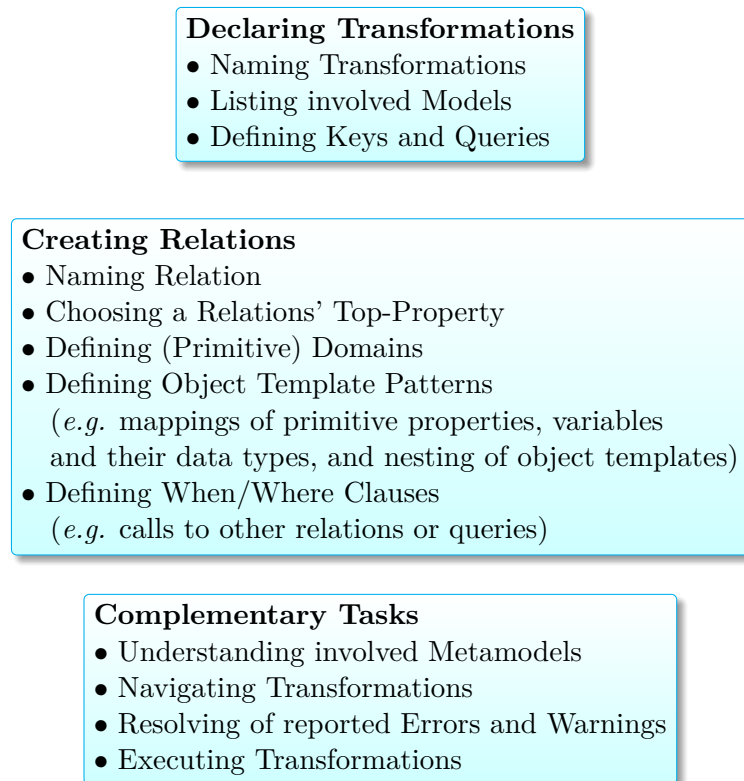 Declaring Transformations
• Naming Transformations
• Listing involved Models
• Defining Keys and Queries
Creating Relations
• Naming Relation
• Choosing a Relations’ Top-Property
• Defining (Primitive) Domains
• Defining Object Template Patterns
(e.g. mappings of primitive properties, variables
and their data types, and nesting of object templates)
• Defining When/Where Clauses
(e.g. calls to other relations or queries)
Complementary Tasks
• Understanding involved Metamodels
• Navigating Transformations
• Resolving of reported Errors and Warnings
• Executing Transformations